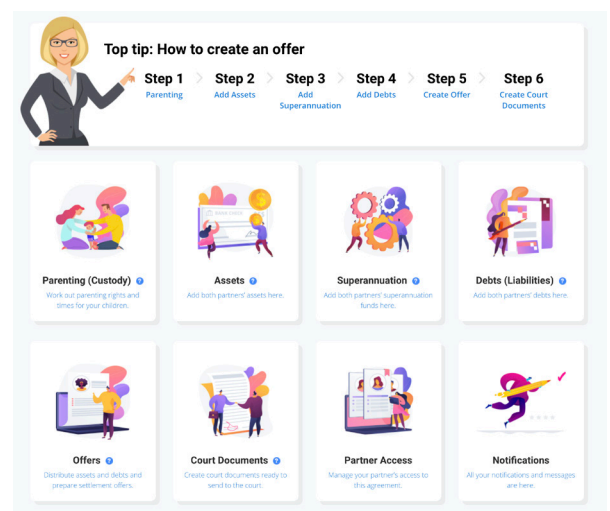 Top tip: How to create an offer
Step 1 > Step 2 > Step 3 > Step 4 > Step 5 > Step 6
Parenting Add Assets Add Superannuation Add Debts Create Offer Create Court Documents
Parenting (Custody) ?
Work out parenting rights and
times for your children.
Assets ?
Add both partners' assets here.
Superannuation ?
Add both partners' superannuation
funds here.
Debts (Liabilities) ?
Add both partners' debts here.
Offers ?
Distribute assets and debts and
prepare settlement offers.
Court Documents ?
Create court documents ready to
send to the court.
Partner Access
Manage your partner's access to
this agreement.
Notifications
All your notifications and messages
are here.